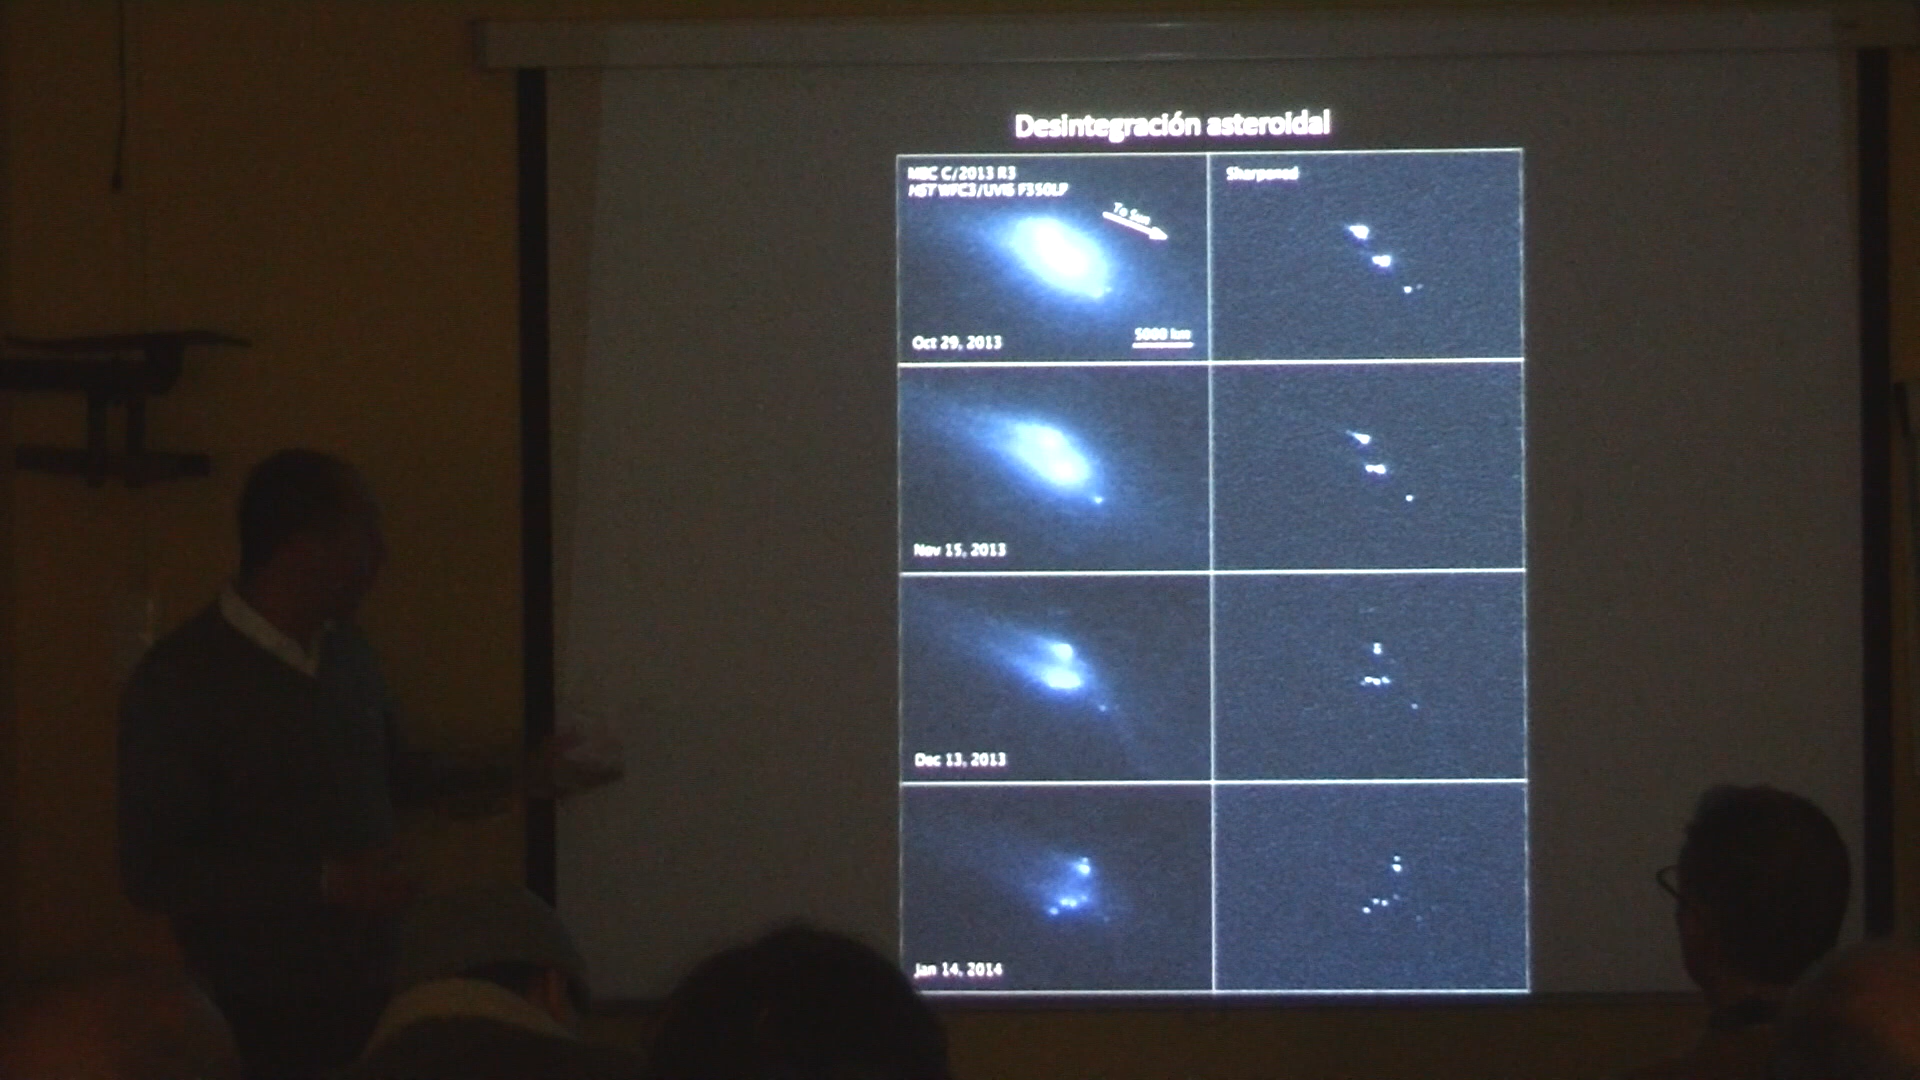 Desintegración asteroidal
MBC C/2013 R3
HST WFC3/UVIS F350LP
Sharpened
To Sun
5000 km
Oct 29, 2013
Nov 15, 2013
Dec 13, 2013
Jan 14, 2014